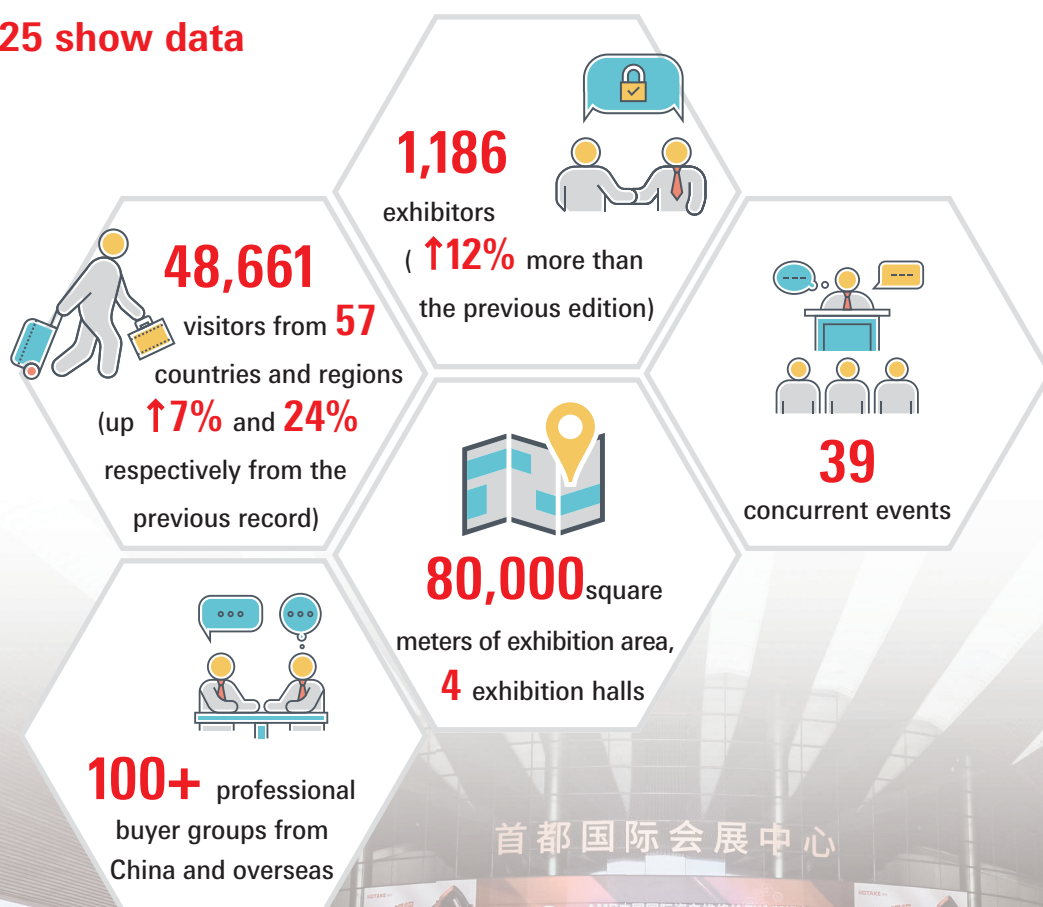 25 show data
1,186
exhibitors
( ↑12% more than
the previous edition)
48,661
visitors from 57
countries and regions
(up ↑7% and 24%
respectively from the
previous record)
39
concurrent events
80,000square
meters of exhibition area,
4 exhibition halls
100+ professional
buyer groups from
China and overseas
首都国际会展中心